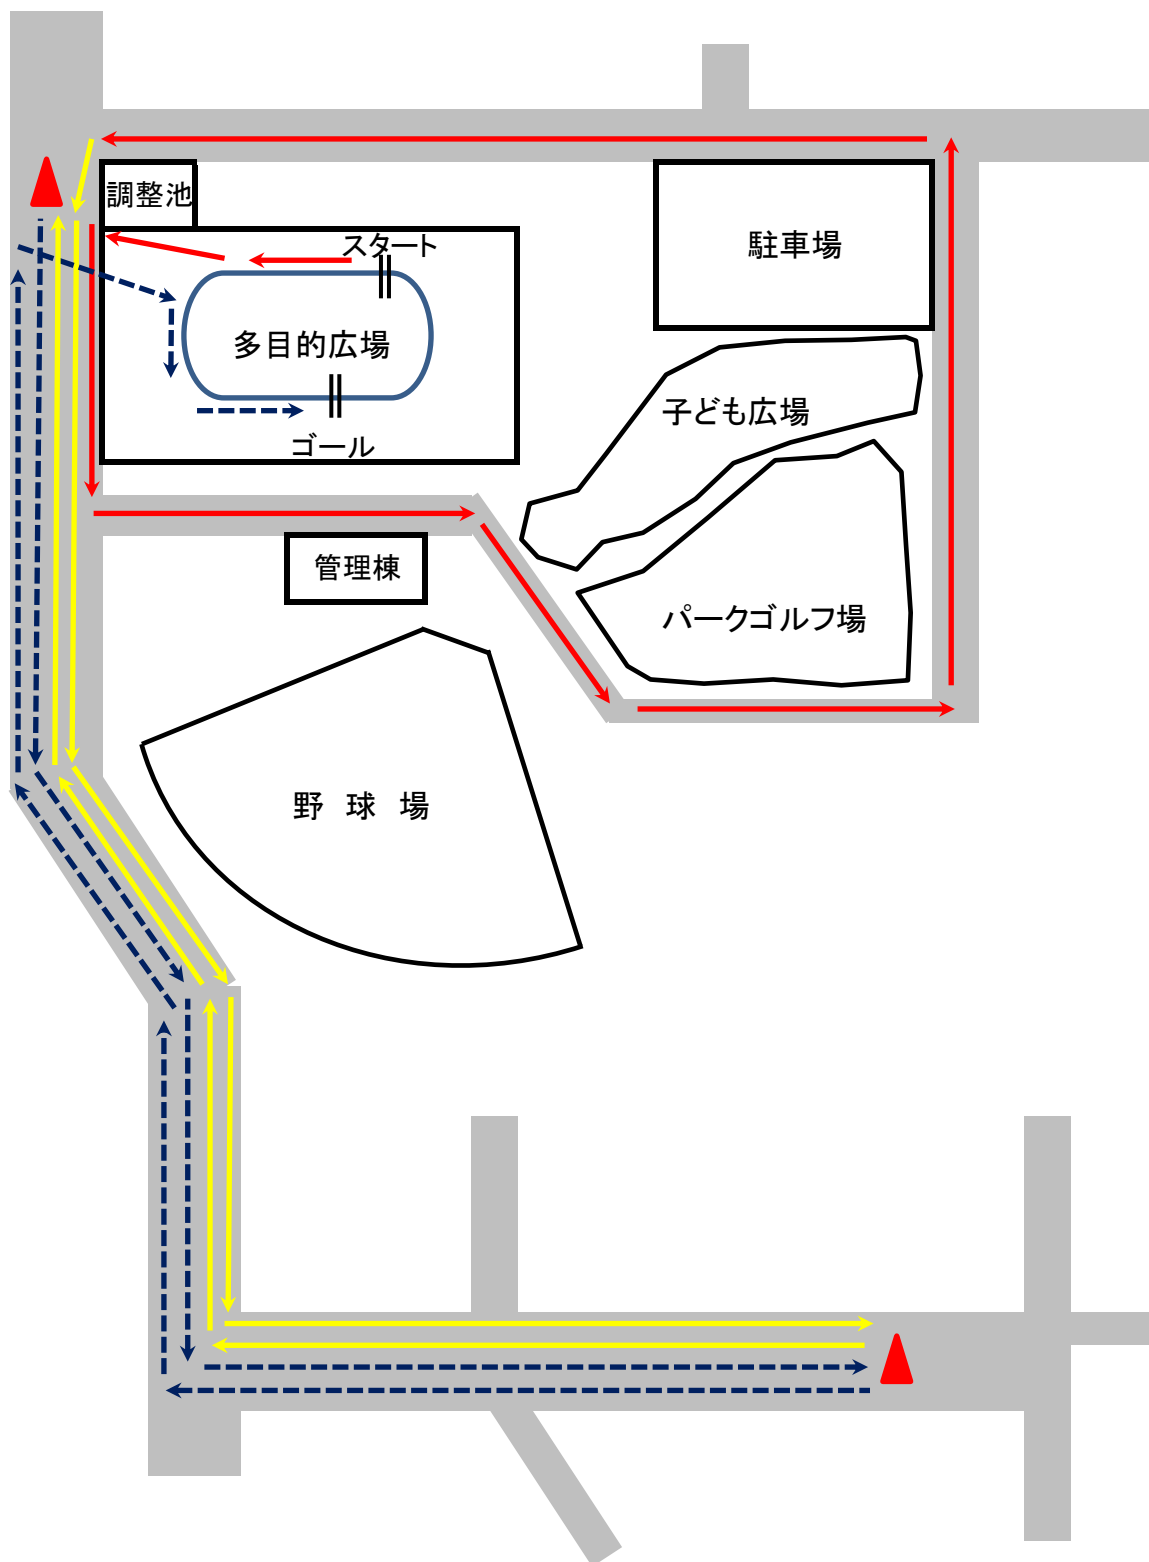 調整池
スタート
駐車場
多目的広場
子ども広場
ゴール
管理棟
パークゴルフ場
野　球　場